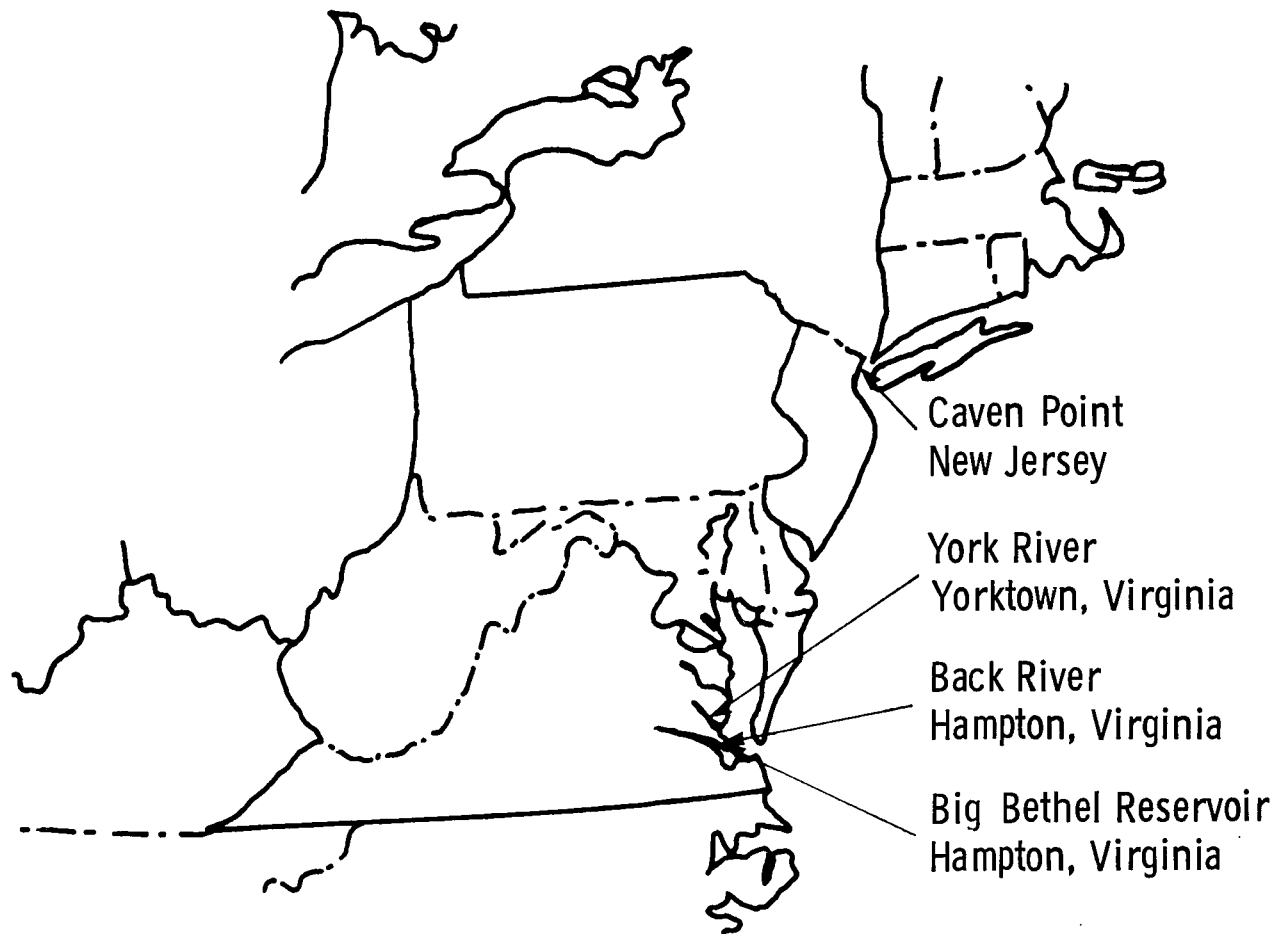 Caven Point
New Jersey
York River
Yorktown, Virginia
Back River
Hampton, Virginia
Big Bethel Reservoir
Hampton, Virginia